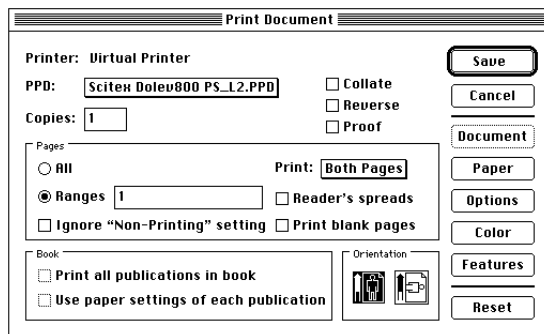 Print Document
Printer: Virtual Printer
PPD: Scitex Dolev800 PS_L2.PPD
Copies: 1
Collate
Reverse
Proof
Pages
All
Print: Both Pages
Ranges 1
Reader's spreads
Ignore “Non-Printing” setting
Print blank pages
Book
Print all publications in book
Use paper settings of each publication
Orientation
Save
Cancel
Document
Paper
Options
Color
Features
Reset